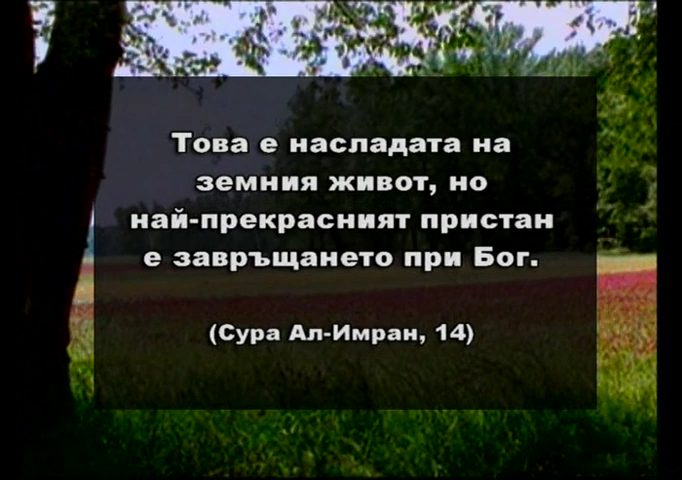 Това е насладата на
земния живот, но
най-прекрасният пристан
е завръщането при Бог.
(Сура Ал-Имран, 14)